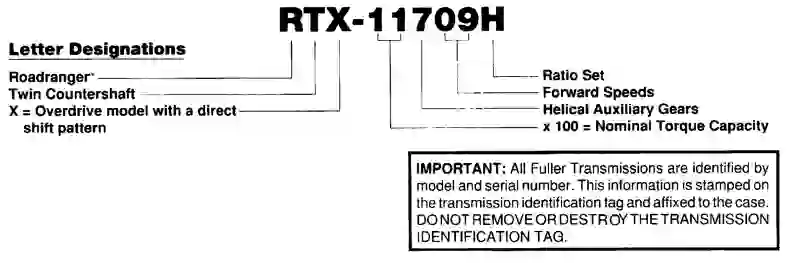 RTX-11709H
Letter Designations
Roadranger*
Twin Countershaft
X = Overdrive model with a direct
shift pattern
Ratio Set
Forward Speeds
Helical Auxiliary Gears
x 100 = Nominal Torque Capacity
IMPORTANT: All Fuller Transmissions are identified by
model and serial number. This information is stamped on
the transmission identification tag and affixed to the case.
DO NOT REMOVE OR DESTROY THE TRANSMISSION
IDENTIFICATION TAG.